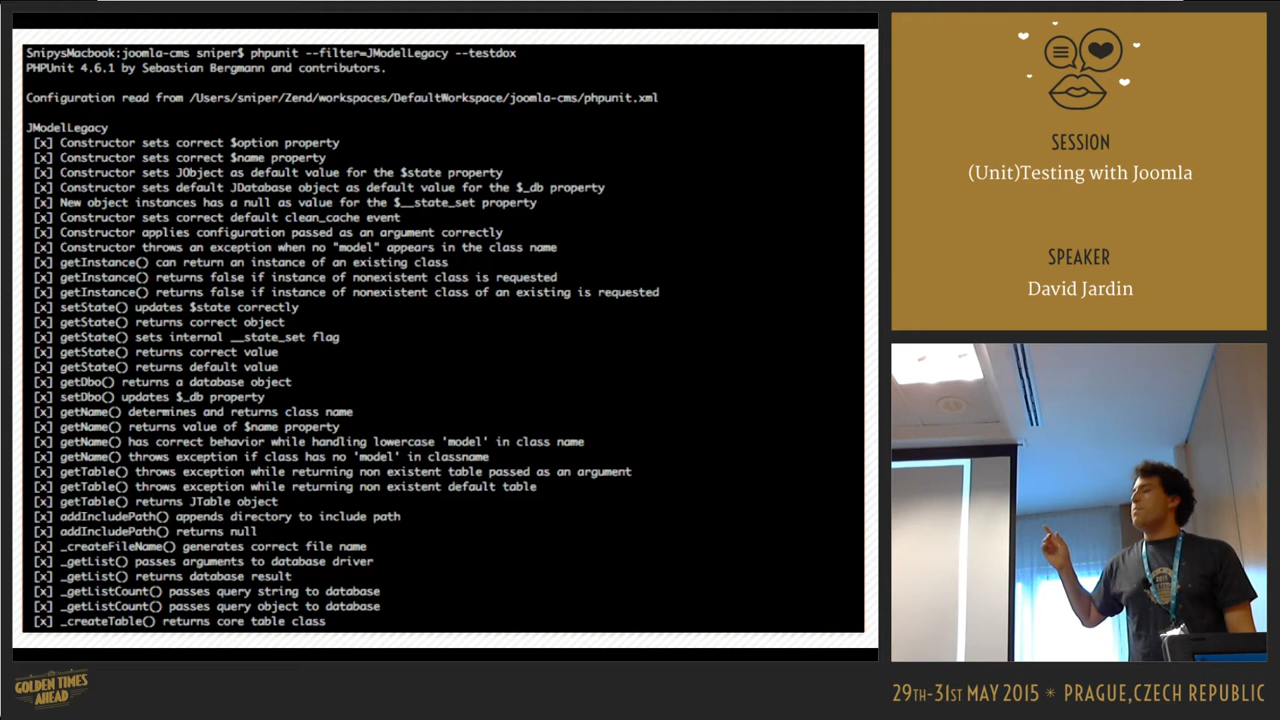 SnipysMacbook:joomla-cms sniper$ phpunit --filter=JModelLegacy --testdox
PHPUnit 4.6.1 by Sebastian Bergmann and contributors.
Configuration read from /Users/sniper/Zend/workspaces/DefaultWorkspace/joomla-cms/phpunit.xml
JModelLegacy
[x] Constructor sets correct $option property
[x] Constructor sets correct $name property
[x] Constructor sets JObject as default value for the $state property
[x] Constructor sets default JDatabase object as default value for the $_db property
[x] New object instances has a null as value for the $__state_set property
[x] Constructor sets correct default clean_cache event
[x] Constructor applies configuration passed as an argument correctly
[x] Constructor throws an exception when no "model" appears in the class name
[x] getInstance() can return an instance of an existing class
[x] getInstance() returns false if instance of nonexistent class is requested
[x] getInstance() returns false if instance of nonexistent class of an existing is requested
[x] setState() updates $state correctly
[x] getState() returns correct object
[x] getState() sets internal __state_set flag
[x] getState() returns correct value
[x] getState() returns default value
[x] getDbo() returns a database object
[x] setDbo() updates $_db property
[x] getName() determines and returns class name
[x] getName() returns value of $name property
[x] getName() has correct behavior while handling lowercase 'model' in class name
[x] getName() throws exception if class has no 'model' in classname
[x] getTable() throws exception while returning non existent table passed as an argument
[x] getTable() throws exception while returning non existent default table
[x] getTable() returns JTable object
[x] addIncludePath() appends directory to include path
[x] addIncludePath() returns null
[x] _createFileName() generates correct file name
[x] _getList() passes arguments to database driver
[x] _getList() returns database result
[x] _getListCount() passes query string to database
[x] _getListCount() passes query object to database
[x] _createTable() returns core table class
SESSION
(Unit)Testing with Joomla
SPEAKER
David Jardin
GOLDEN TIMES
AHEAD
29TH-31ST MAY 2015 * PRAGUE,CZECH REPUBLIC